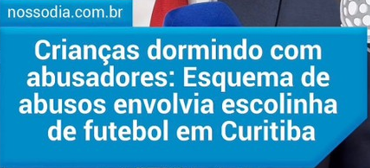 nossodia.com.br
Crianças dormindo com
abusadores: Esquema de
abusos envolvia escolinha
de futebol em Curitiba